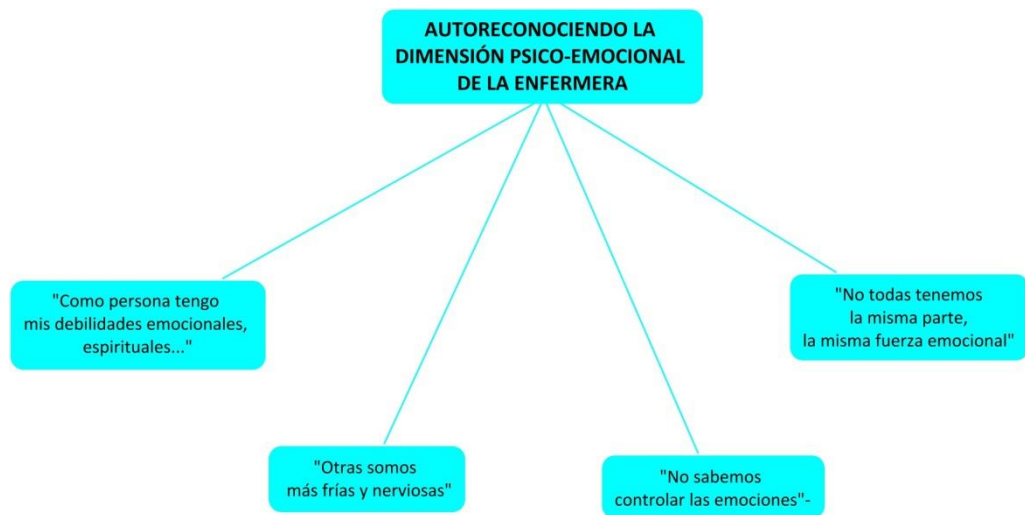 AUTORECONOCIENDO LA
DIMENSIÓN PSICO-EMOCIONAL
DE LA ENFERMERA
"Como persona tengo
mis debilidades emocionales,
espirituales..."
"Otras somos
más frías y nerviosas"
"No sabemos
controlar las emociones"-
"No todas tenemos
la misma parte,
la misma fuerza emocional"